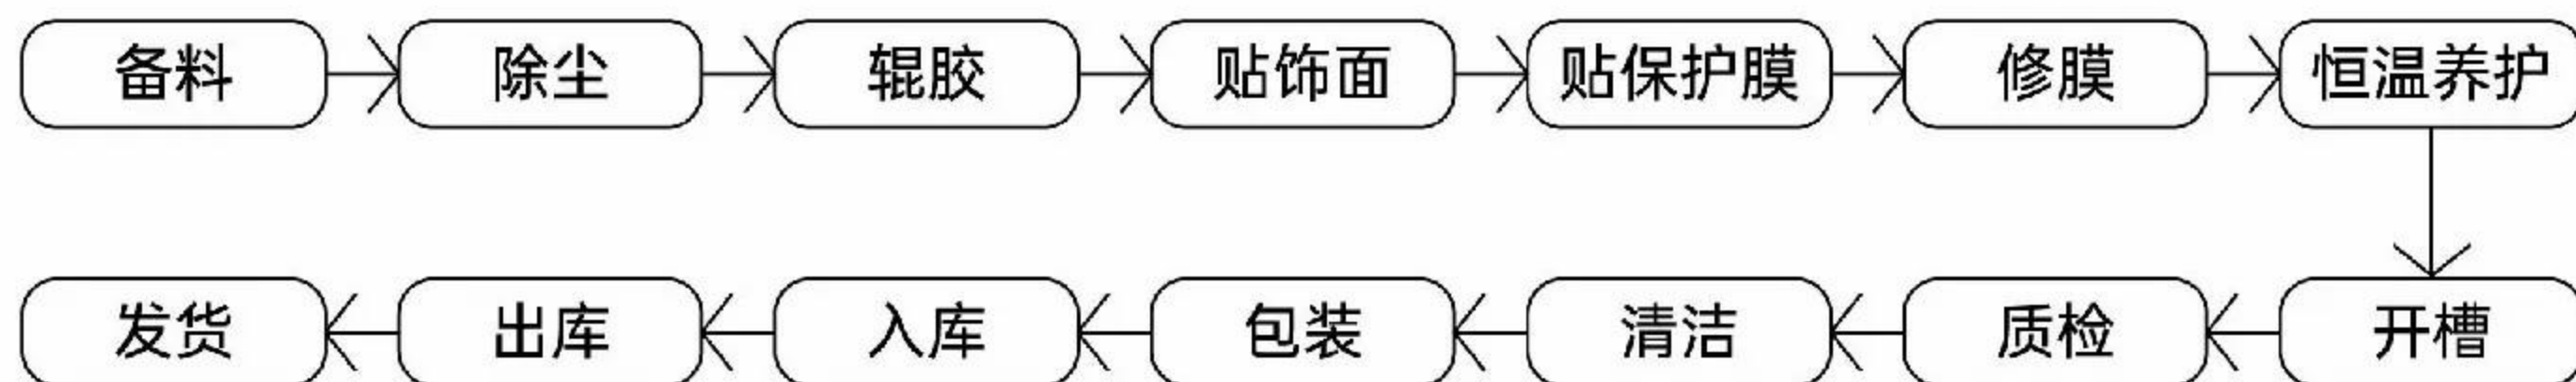 备料 除尘 辊胶 贴饰面 贴保护膜 修膜 恒温养护
发货 出库 入库 包装 清洁 质检 开槽